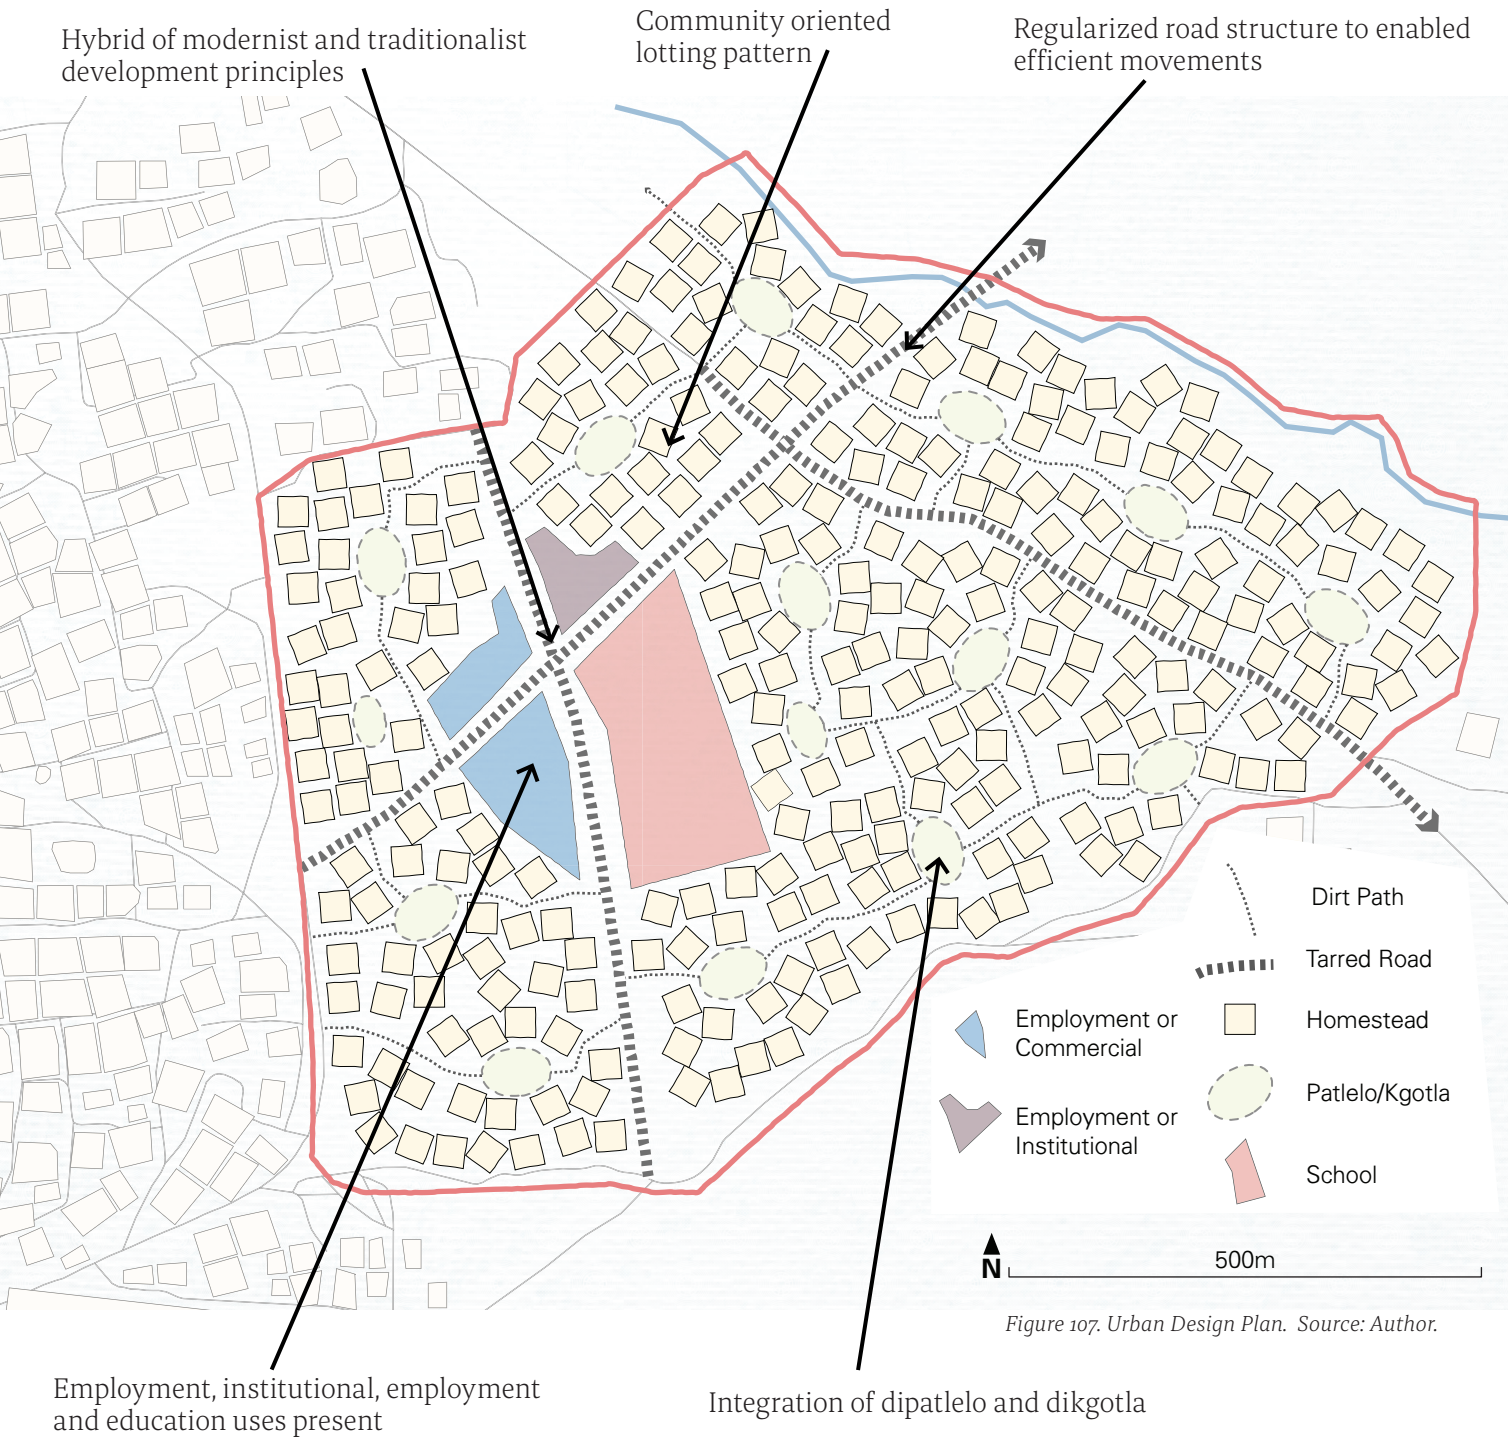 Hybrid of modernist and traditionalist
development principles
Community oriented
lotting pattern
Regularized road structure to enabled
efficient movements
Dirt Path
Tarred Road
Homestead
Patlelo/Kgotla
School
Employment or
Commercial
Employment or
Institutional
N
500m
Figure 107. Urban Design Plan. Source: Author.
Employment, institutional, employment
and education uses present
Integration of dipatlelo and dikgotla